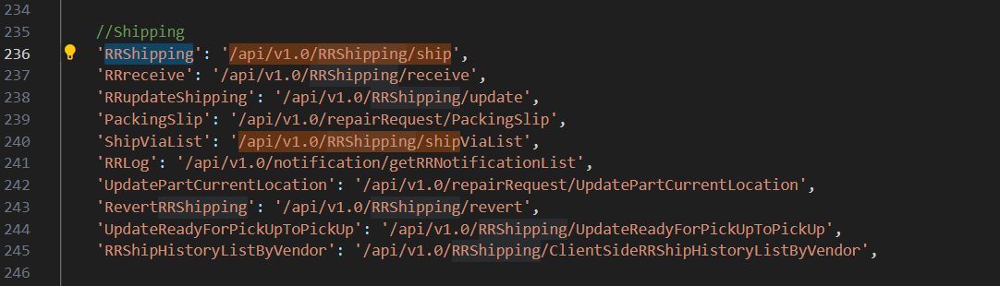 234
235 //Shipping
236 'RRShipping': '/api/v1.0/RRShipping/ship',
237 'RRreceive': '/api/v1.0/RRShipping/receive',
238 'RRupdateShipping': '/api/v1.0/RRShipping/update',
239 'PackingSlip': '/api/v1.0/repairRequest/PackingSlip',
240 'ShipViaList': '/api/v1.0/RRShipping/shipViaList',
241 'RRLog': '/api/v1.0/notification/getRRNotificationList',
242 'UpdatePartCurrentLocation': '/api/v1.0/repairRequest/UpdatePartCurrentLocation',
243 'RevertRRShipping': '/api/v1.0/RRShipping/revert',
244 'UpdateReadyForPickUpToPickUp': '/api/v1.0/RRShipping/UpdateReadyForPickUpToPickUp',
245 'RRShipHistoryListByVendor': '/api/v1.0/RRShipping/ClientSideRRShipHistoryListByVendor',
246